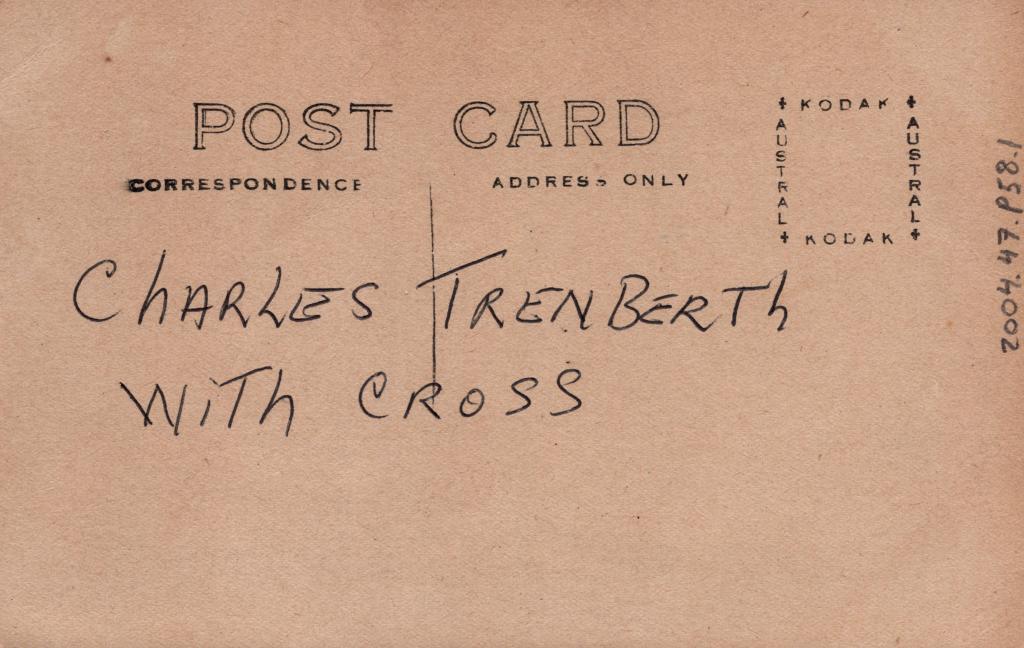 POST CARD
CORRESPONDENCE
ADDRESS ONLY
KODAK
AUSTRAL
AUSTRAL
KODAK
CHARLES TRENBERTH
WITH CROSS
2004.47.P58.1